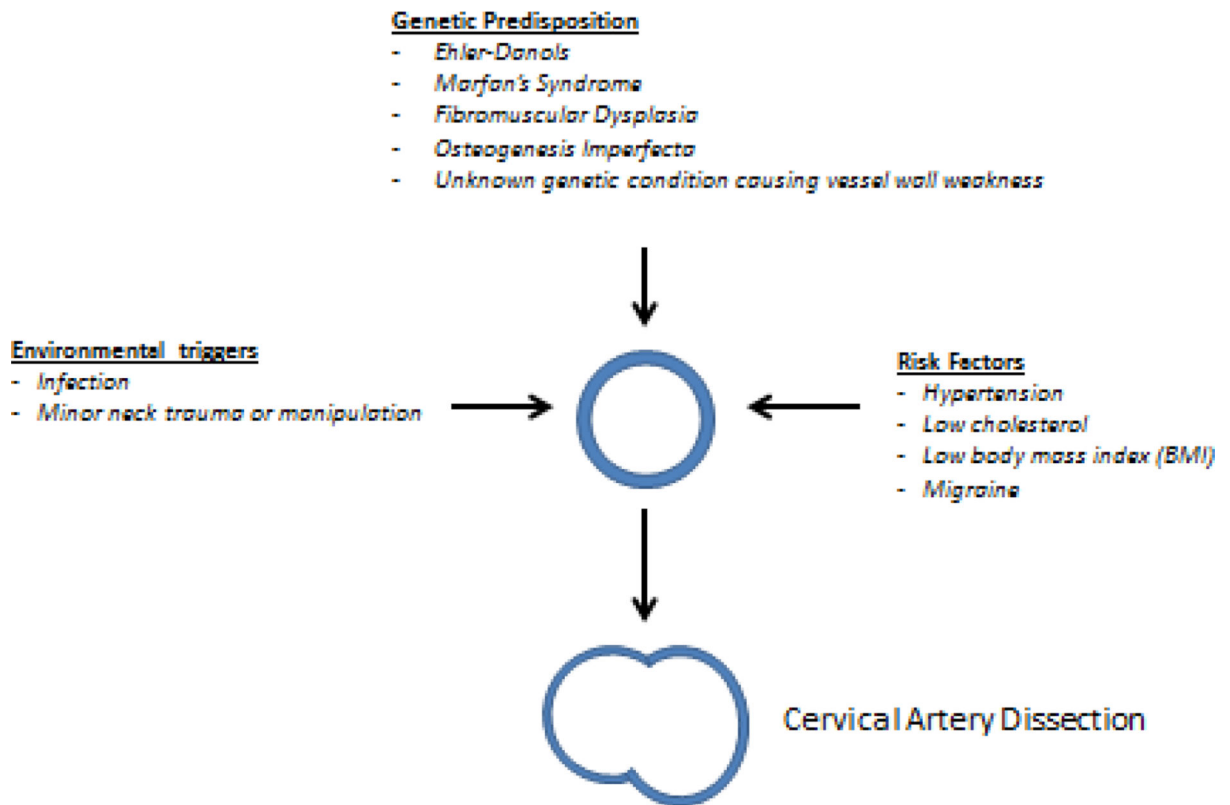 Genetic Predisposition
- Ehler-Danols
- Marfan's Syndrome
- Fibromuscular Dysplasia
- Osteogenesis Imperfecta
- Unknown genetic condition causing vessel wall weakness
Environmental triggers
- Infection
- Minor neck trauma or manipulation
Risk Factors
- Hypertension
- Low cholesterol
- Low body mass index (BMI)
- Migraine
Cervical Artery Dissection